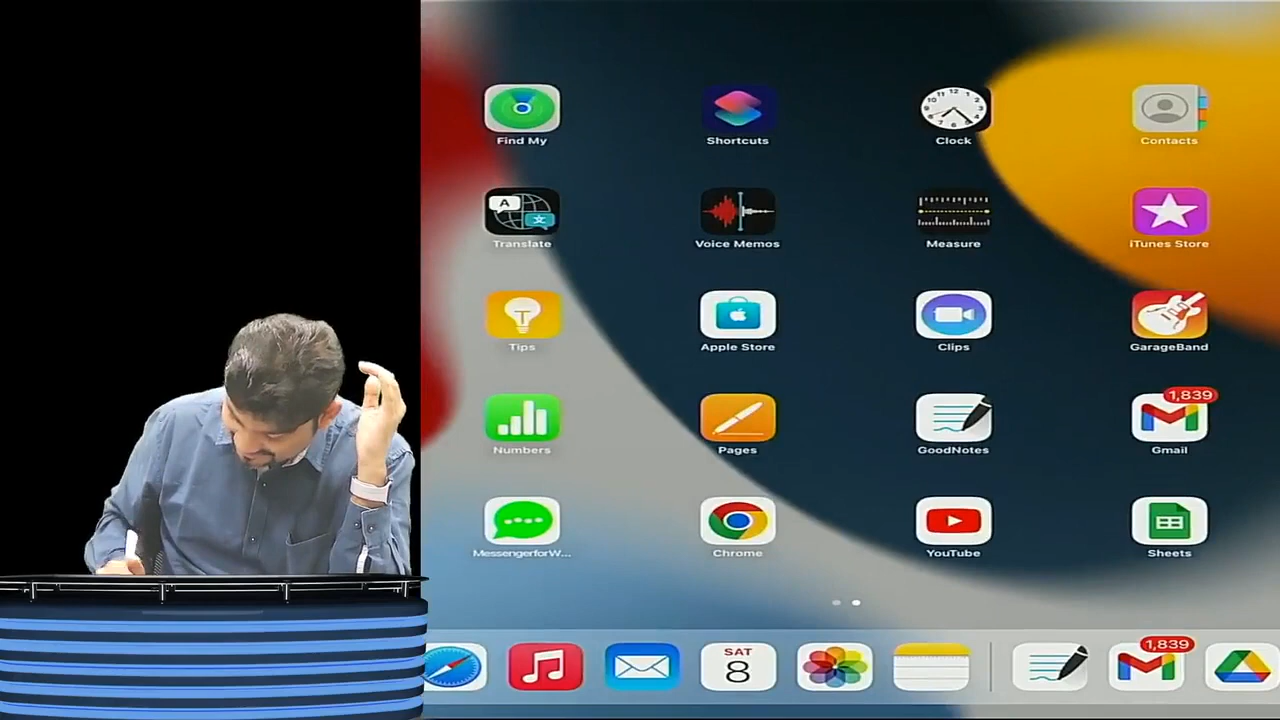 Find My
Shortcuts
Clock
Contacts
A
文
Translate
Voice Memos
Measure
iTunes Store
Tips
Apple Store
Clips
GarageBand
1,839
Numbers
Pages
GoodNotes
Gmail
MessengerforW...
Chrome
YouTube
Sheets
SAT
8
1,839